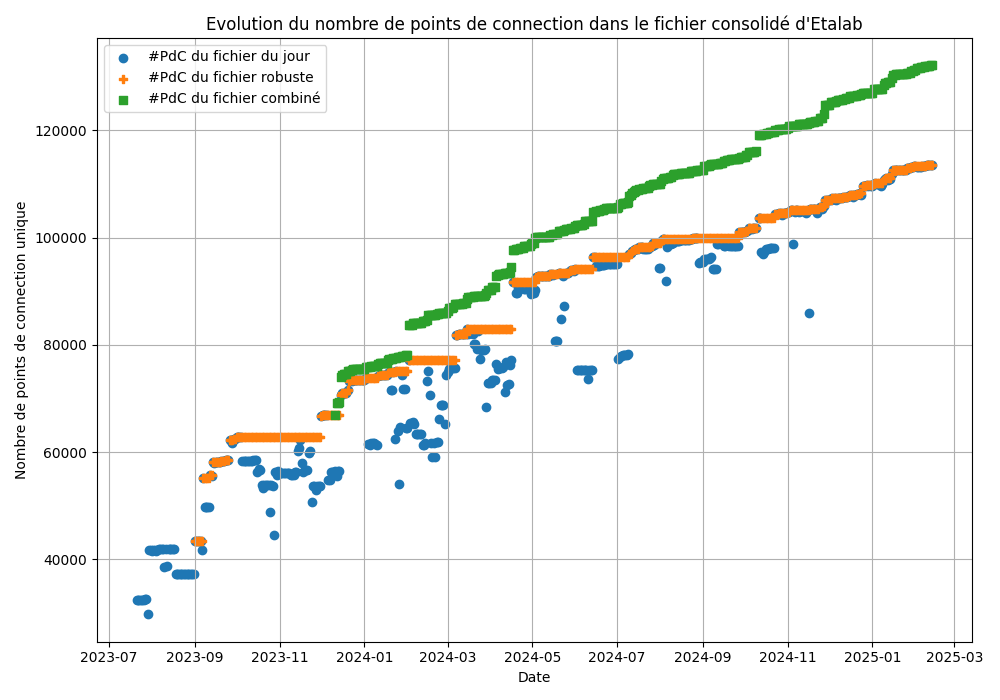 Evolution du nombre de points de connection dans le fichier consolidé d'Etalab
#PdC du fichier du jour
#PdC du fichier robuste
#PdC du fichier combiné
Nombre de points de connection unique
120000
100000
80000
60000
40000
2023-07 2023-09 2023-11 2024-01 2024-03 2024-05 2024-07 2024-09 2024-11 2025-01 2025-03
Date